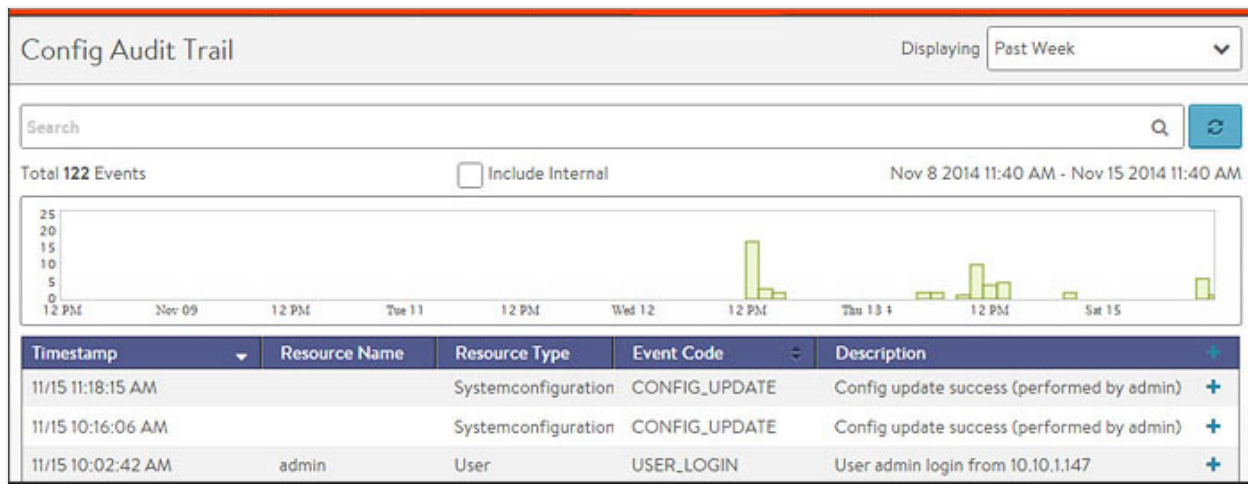 Config Audit Trail
Displaying Past Week
Search
Total 122 Events
Include Internal
Nov 8 2014 11:40 AM - Nov 15 2014 11:40 AM
25
20
15
10
5
0
12 PM Nov 09 12 PM Tue 11 12 PM Wed 12 12 PM Thu 13 12 PM Sat 15
Timestamp Resource Name Resource Type Event Code Description
11/15 11:18:15 AM Systemconfiguration CONFIG_UPDATE Config update success (performed by admin)
11/15 10:16:06 AM Systemconfiguration CONFIG_UPDATE Config update success (performed by admin)
11/15 10:02:42 AM admin User USER_LOGIN User admin login from 10.10.1.147